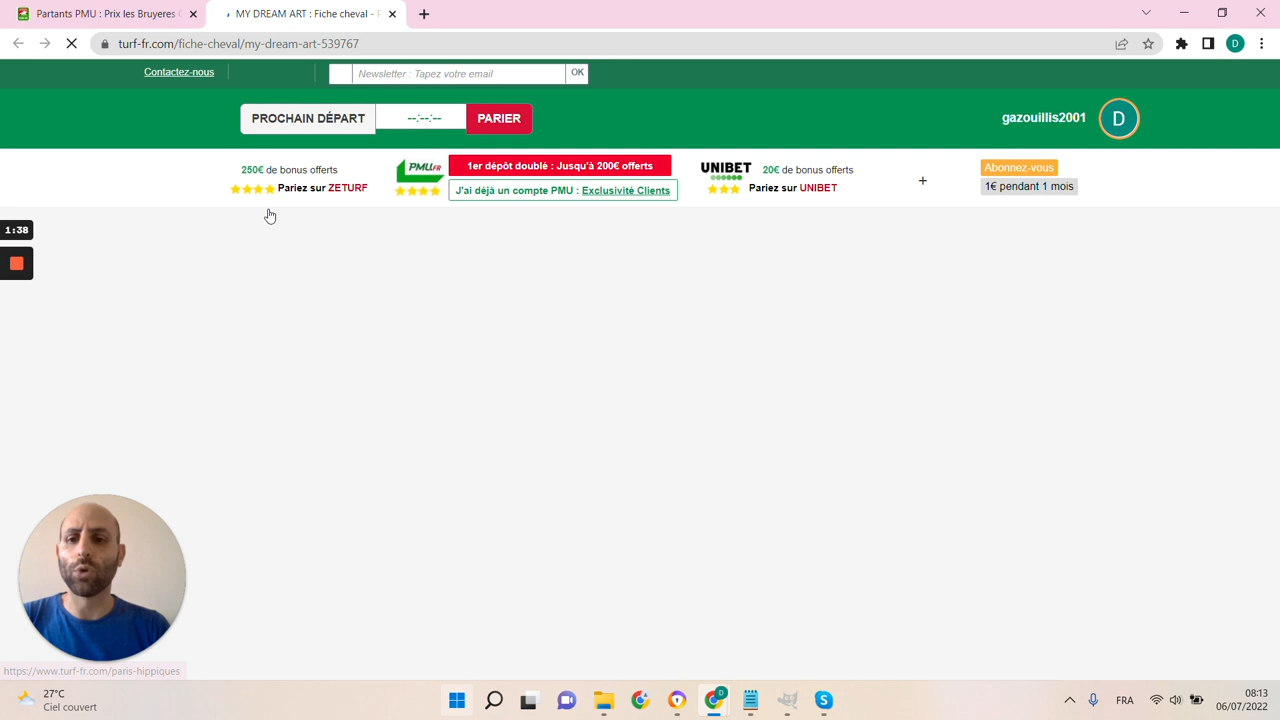 Partants PMU : Prix les Bruyeres
MY DREAM ART : Fiche cheval -
turf-fr.com/fiche-cheval/my-dream-art-539767
D
Contactez-nous
Newsletter : Tapez votre email
OK
PROCHAIN DÉPART
--:--:--
PARIER
gazouillis2001
D
250€ de bonus offerts
Pariez sur ZETURF
PMU.FR
1er dépôt doublé : Jusqu'à 200€ offerts
J'ai déjà un compte PMU : Exclusivité Clients
UNIBET
20€ de bonus offerts
Pariez sur UNIBET
+
Abonnez-vous
1€ pendant 1 mois
1:38
https://www.turf-fr.com/paris-hippiques
27°C
Ciel couvert
D
FRA
08:13
06/07/2022